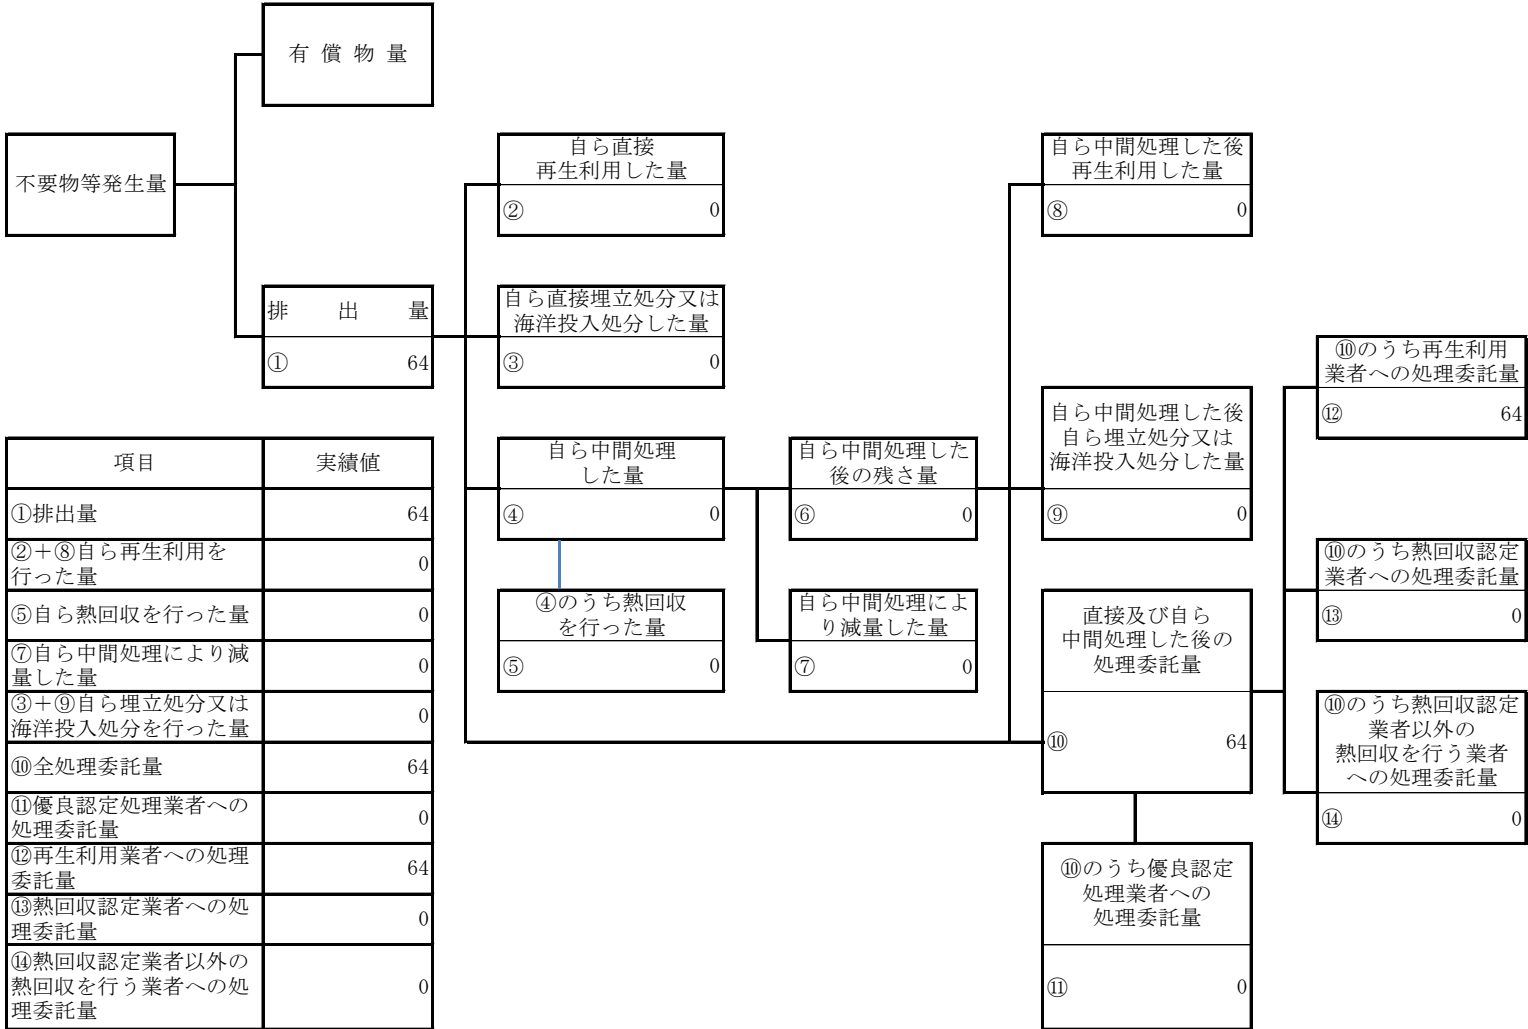 有 償 物 量
不要物等発生量
自ら直接
再生利用した量
② 0
自ら中間処理した後
再生利用した量
⑧ 0
排 出 量
① 64
自ら直接埋立処分又は
海洋投入処分した量
③ 0
⑩のうち再生利用
業者への処理委託量
⑫ 64
自ら中間処理
した量
④ 0
自ら中間処理した
後の残さ量
⑥ 0
自ら中間処理した後
自ら埋立処分又は
海洋投入処分した量
⑨ 0
④のうち熱回収
を行った量
⑤ 0
自ら中間処理によ
り減量した量
⑦ 0
直接及び自ら
中間処理した後の
処理委託量
⑩ 64
⑩のうち熱回収認定
業者への処理委託量
⑬ 0
⑩のうち熱回収認定
業者以外の
熱回収を行う業者
への処理委託量
⑭ 0
⑩のうち優良認定
処理業者への
処理委託量
⑪ 0
項目 実績値
①排出量 64
②＋⑧自ら再生利用を
行った量 0
⑤自ら熱回収を行った量 0
⑦自ら中間処理により減
量した量 0
③＋⑨自ら埋立処分又は
海洋投入処分を行った量 0
⑩全処理委託量 64
⑪優良認定処理業者への
処理委託量 0
⑫再生利用業者への処理
委託量 64
⑬熱回収認定業者への処
理委託量 0
⑭熱回収認定業者以外の
熱回収を行う業者への処
理委託量 0